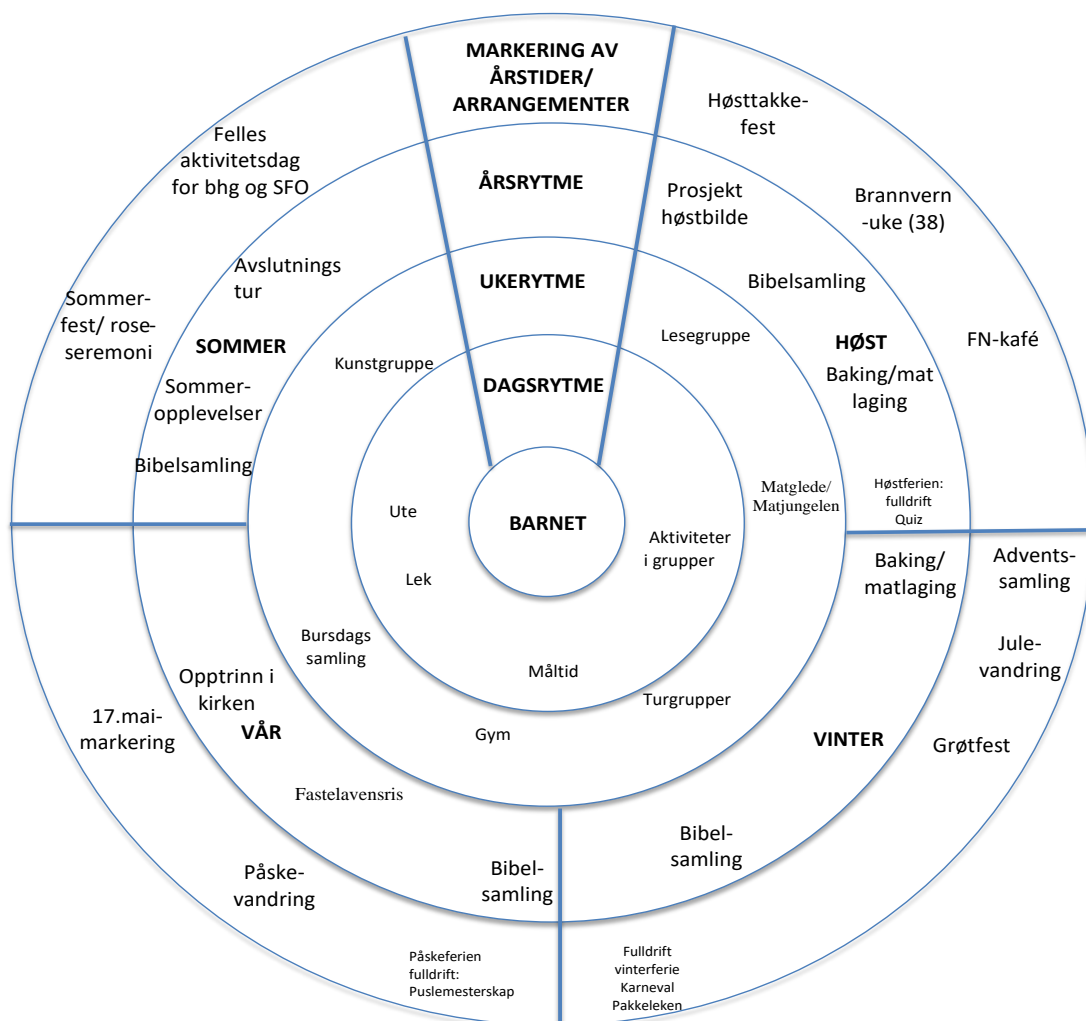 MARKERING AV
ÅRSTIDER/
ARRANGEMENTER
ÅRSRYTME
UKERYTME
DAGSRYTME
BARNET
Høsttakke-
fest
Brannvern
-uke (38)
FN-kafé
Prosjekt
høstbilde
Bibelsamling
HØST
Baking/mat
laging
Høstferien:
fulldrift
Quiz
Lesegruppe
Matglede/
Matjungelen
Aktiviteter
i grupper
Baking/
matlaging
Advents-
samling
Jule-
vandring
Grøtfest
VINTER
Turgrupper
Bibel-
samling
Fulldrift
vinterferie
Karneval
Pakkeleken
Måltid
Gym
Bibel-
samling
Påskeferien
fulldrift:
Puslemesterskap
Påske-
vandring
Fastelavensris
VÅR
Opptrinn i
kirken
17.mai-
markering
Bursdags
samling
Lek
Ute
Kunstgruppe
Bibelsamling
Sommer-
opplevelser
SOMMER
Avslutnings
tur
Sommer-
fest/ rose-
seremoni
Felles
aktivitetsdag
for bhg og SFO